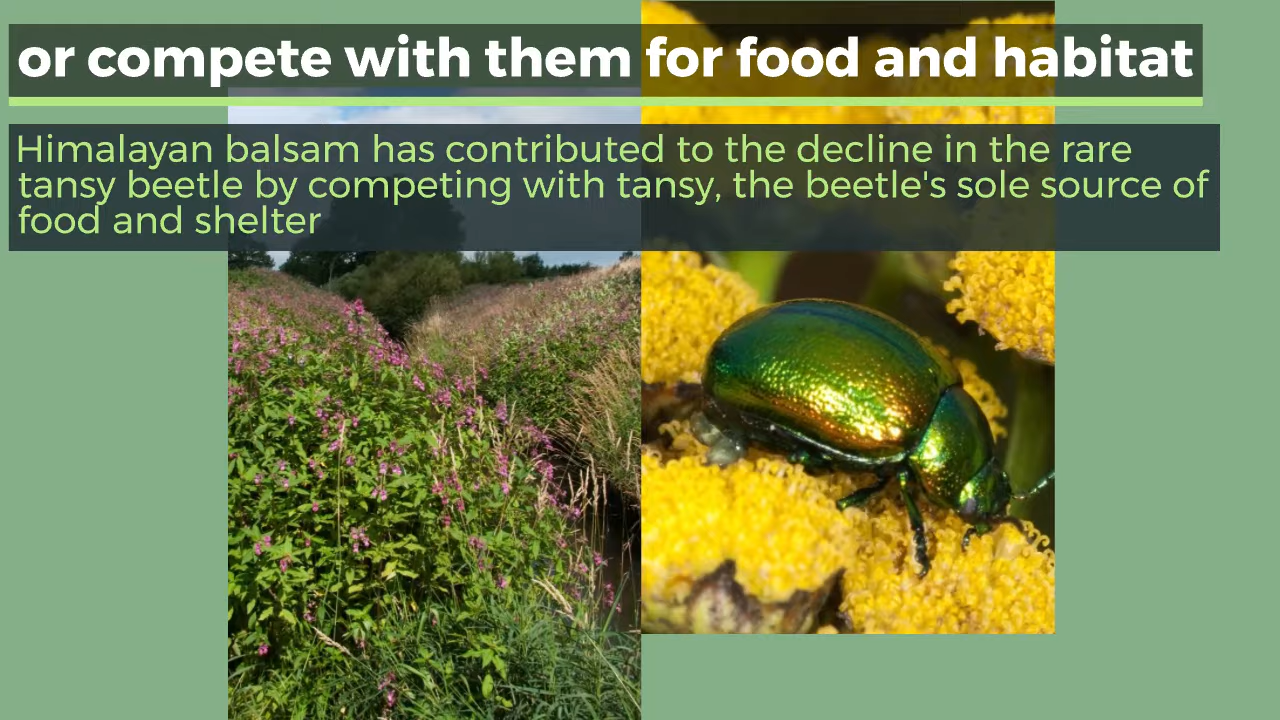 or compete with them for food and habitat
Himalayan balsam has contributed to the decline in the rare
tansy beetle by competing with tansy, the beetle's sole source of
food and shelter